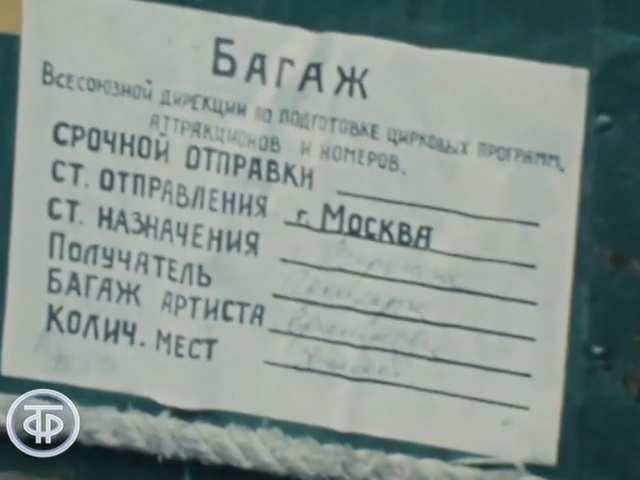 БАГАЖ
ВСЕСОЮЗНОЙ ДИРЕКЦИИ ПО ПОДГОТОВКЕ ЦИРКОВЫХ ПРОГРАММ,
АТТРАКЦИОНОВ И НОМЕРОВ.
СРОЧНОЙ ОТПРАВКИ
СТ. ОТПРАВЛЕНИЯ г. МОСКВА
СТ. НАЗНАЧЕНИЯ
ПОЛУЧАТЕЛЬ
БАГАЖ АРТИСТА
КОЛИЧ. МЕСТ